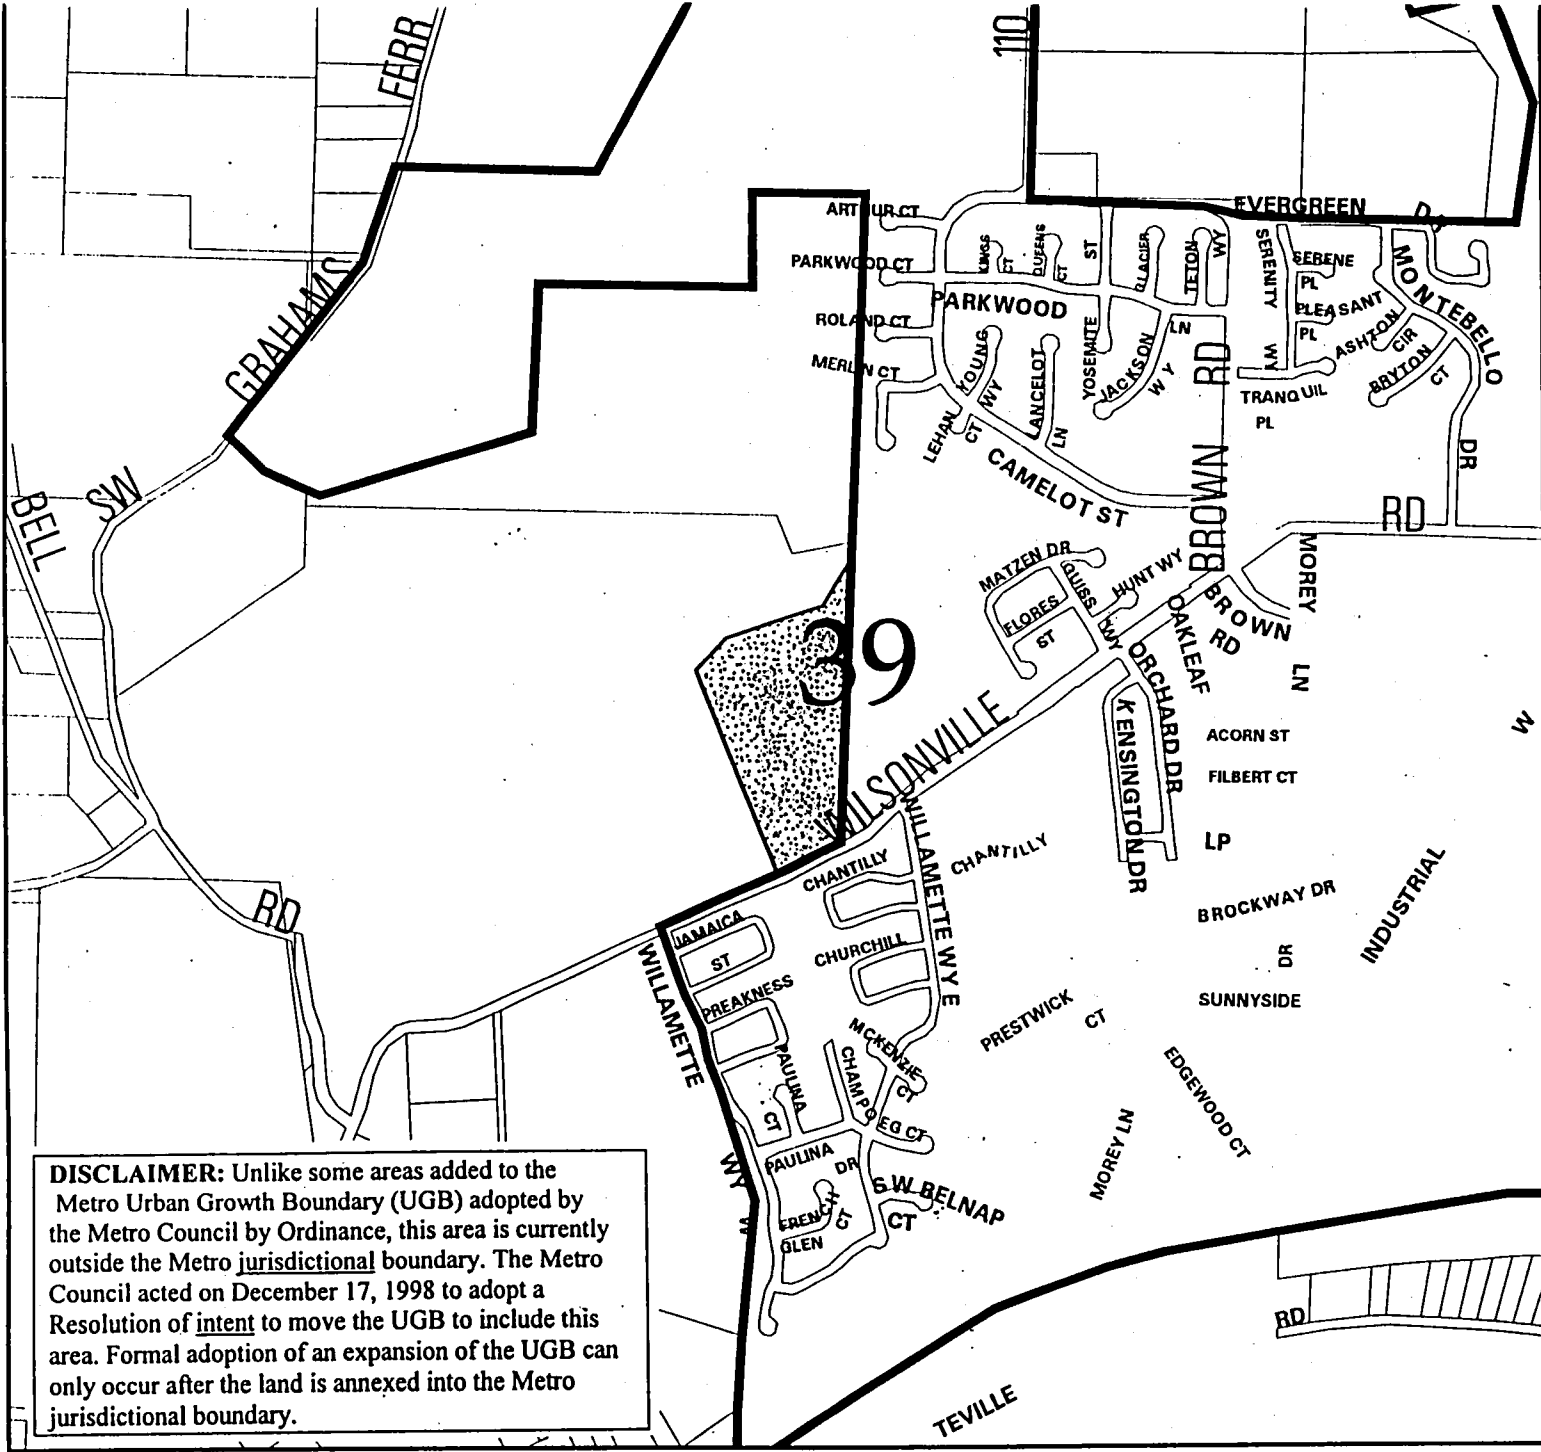 FERR
110
GRAHAMS
SW
BELL
RD
ARTHUR CT
PARKWOOD CT
ROLAND CT
MERLIN CT
KINGS
CT
QUEENS
CT
ST
GLACIER
TETON
WY
EVERGREEN
DR
SERENITY
WY
SERENE
PL
PLEASANT
PL
MONTEBELLO
DR
ASHTON
CIR
BRYTON
CT
TRANQUIL
PL
PARKWOOD
LN
YOUNG
WY
LANCELOT
LN
YOSEMITE
JACKSON
WY
LEHAN
CT
CAMELOT ST
BROWN
RD
RD
MATZEN DR
QUISS
WY
HUNT WY
FLORES
ST
OAKLEAF
BROWN
RD
MOREY
LN
ORCHARD DR
KENSINGTON DR
39
WILSONVILLE
ACORN ST
FILBERT CT
LP
W
BROCKWAY DR
DR
INDUSTRIAL
SUNNYSIDE
CHANTILLY
CHANTILLY
WILLAMETTE WY E
JAMAICA
ST
CHURCHILL
PREAKNESS
WILLAMETTE
WY
PRESTWICK
CT
MCKENZIE
CT
PAULINA
CT
CHAMPOEG CT
EDGEWOOD CT
MOREY LN
PAULINA
DR
SW BELNAP
CT
FRENCH
CT
GLEN
RD
TEVILLE
DISCLAIMER: Unlike some areas added to the
Metro Urban Growth Boundary (UGB) adopted by
the Metro Council by Ordinance, this area is currently
outside the Metro jurisdictional boundary. The Metro
Council acted on December 17, 1998 to adopt a
Resolution of intent to move the UGB to include this
area. Formal adoption of an expansion of the UGB can
only occur after the land is annexed into the Metro
jurisdictional boundary.